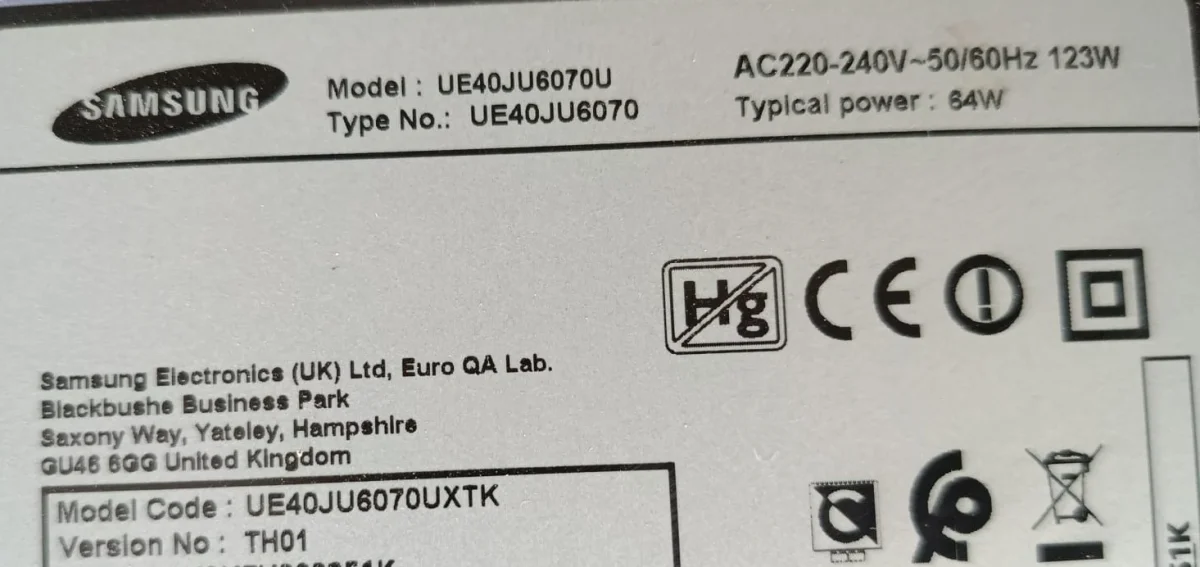 SAMSUNG
Model : UE40JU6070U
Type No.: UE40JU6070
AC220-240V~50/60Hz 123W
Typical power : 64W
Hg
CE
Samsung Electronics (UK) Ltd, Euro QA Lab.
Blackbushe Business Park
Saxony Way, Yateley, Hampshire
GU46 6GG United Kingdom
Model Code : UE40JU6070UXTK
Version No : TH01
51K